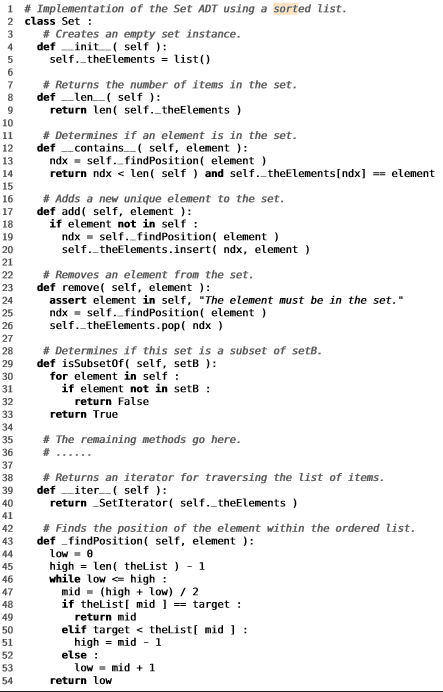 1 # Implementation of the Set ADT using a sorted list.
2 class Set :
3 # Creates an empty set instance.
4 def __init__( self ):
5 self._theElements = list()
6
7 # Returns the number of items in the set.
8 def __len__( self ):
9 return len( self._theElements )
10
11 # Determines if an element is in the set.
12 def __contains__( self, element ):
13 ndx = self._findPosition( element )
14 return ndx < len( self ) and self._theElements[ndx] == element
15
16 # Adds a new unique element to the set.
17 def add( self, element ):
18 if element not in self :
19 ndx = self._findPosition( element )
20 self._theElements.insert( ndx, element )
21
22 # Removes an element from the set.
23 def remove( self, element ):
24 assert element in self, "The element must be in the set."
25 ndx = self._findPosition( element )
26 self._theElements.pop( ndx )
27
28 # Determines if this set is a subset of setB.
29 def isSubsetOf( self, setB ):
30 for element in self :
31 if element not in setB :
32 return False
33 return True
34
35 # The remaining methods go here.
36 # ......
37
38 # Returns an iterator for traversing the list of items.
39 def __iter__( self ):
40 return _SetIterator( self._theElements )
41
42 # Finds the position of the element within the ordered list.
43 def _findPosition( self, element ):
44 low = 0
45 high = len( theList ) - 1
46 while low <= high :
47 mid = (high + low) / 2
48 if theList[ mid ] == target :
49 return mid
50 elif target < theList[ mid ] :
51 high = mid - 1
52 else :
53 low = mid + 1
54 return low